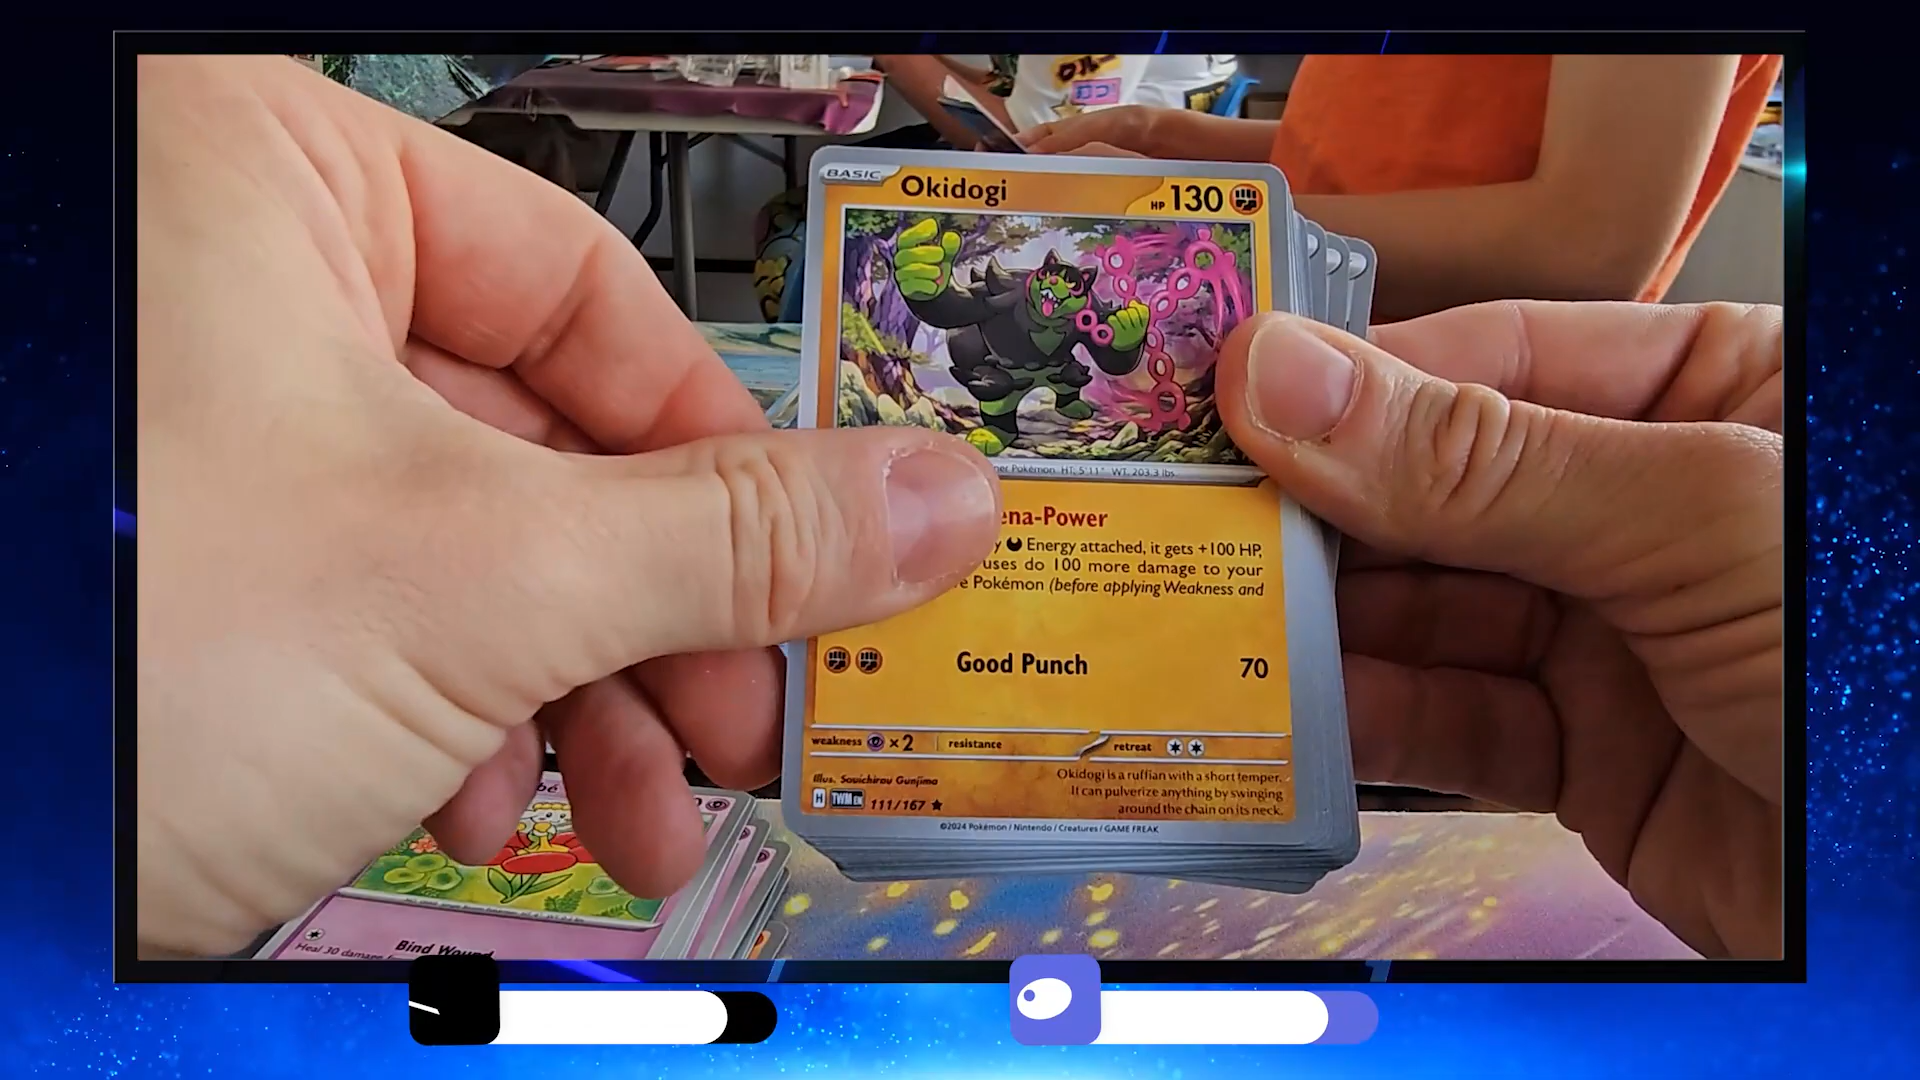 BASIC
Okidogi
HP 130
ner Pokémon HT: 5'11" WT: 203.3 lbs.
ena-Power
y Energy attached, it gets +100 HP,
uses do 100 more damage to your
e Pokémon (before applying Weakness and
Good Punch 70
weakness ×2 resistance retreat
Illus. Souichirou Gunjima
H TWM EN 111/167
Okidogi is a ruffian with a short temper.
It can pulverize anything by swinging
around the chain on its neck.
©2024 Pokémon / Nintendo / Creatures / GAME FREAK
bé
Bind Wound
Heal 30 damage